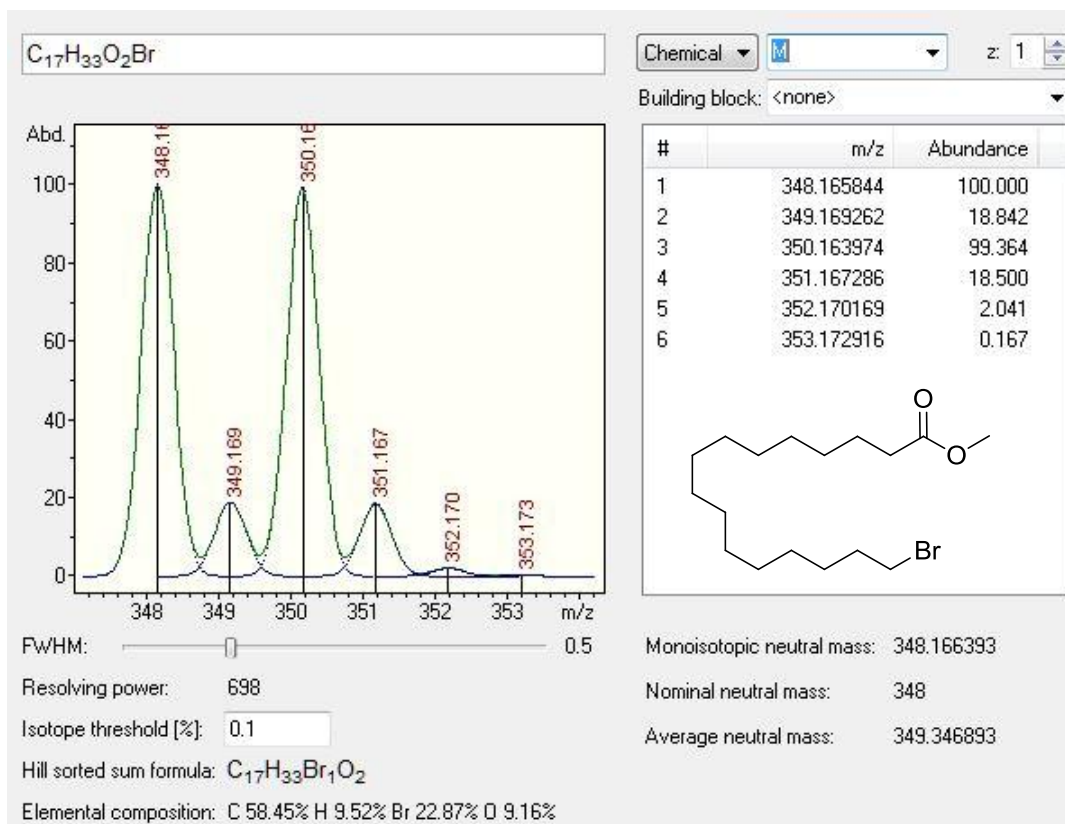 C17H33O2Br
Chemical M z: 1
Building block: <none>
Abd.
100
80
60
40
20
0
348.16
349.169
350.16
351.167
352.170
353.173
348 349 350 351 352 353 m/z
# m/z Abundance
1 348.165844 100.000
2 349.169262 18.842
3 350.163974 99.364
4 351.167286 18.500
5 352.170169 2.041
6 353.172916 0.167
O
O
Br
FWHM: 0.5
Resolving power: 698
Isotope threshold [%]: 0.1
Hill sorted sum formula: C17H33Br1O2
Elemental composition: C 58.45% H 9.52% Br 22.87% O 9.16%
Monoisotopic neutral mass: 348.166393
Nominal neutral mass: 348
Average neutral mass: 349.346893